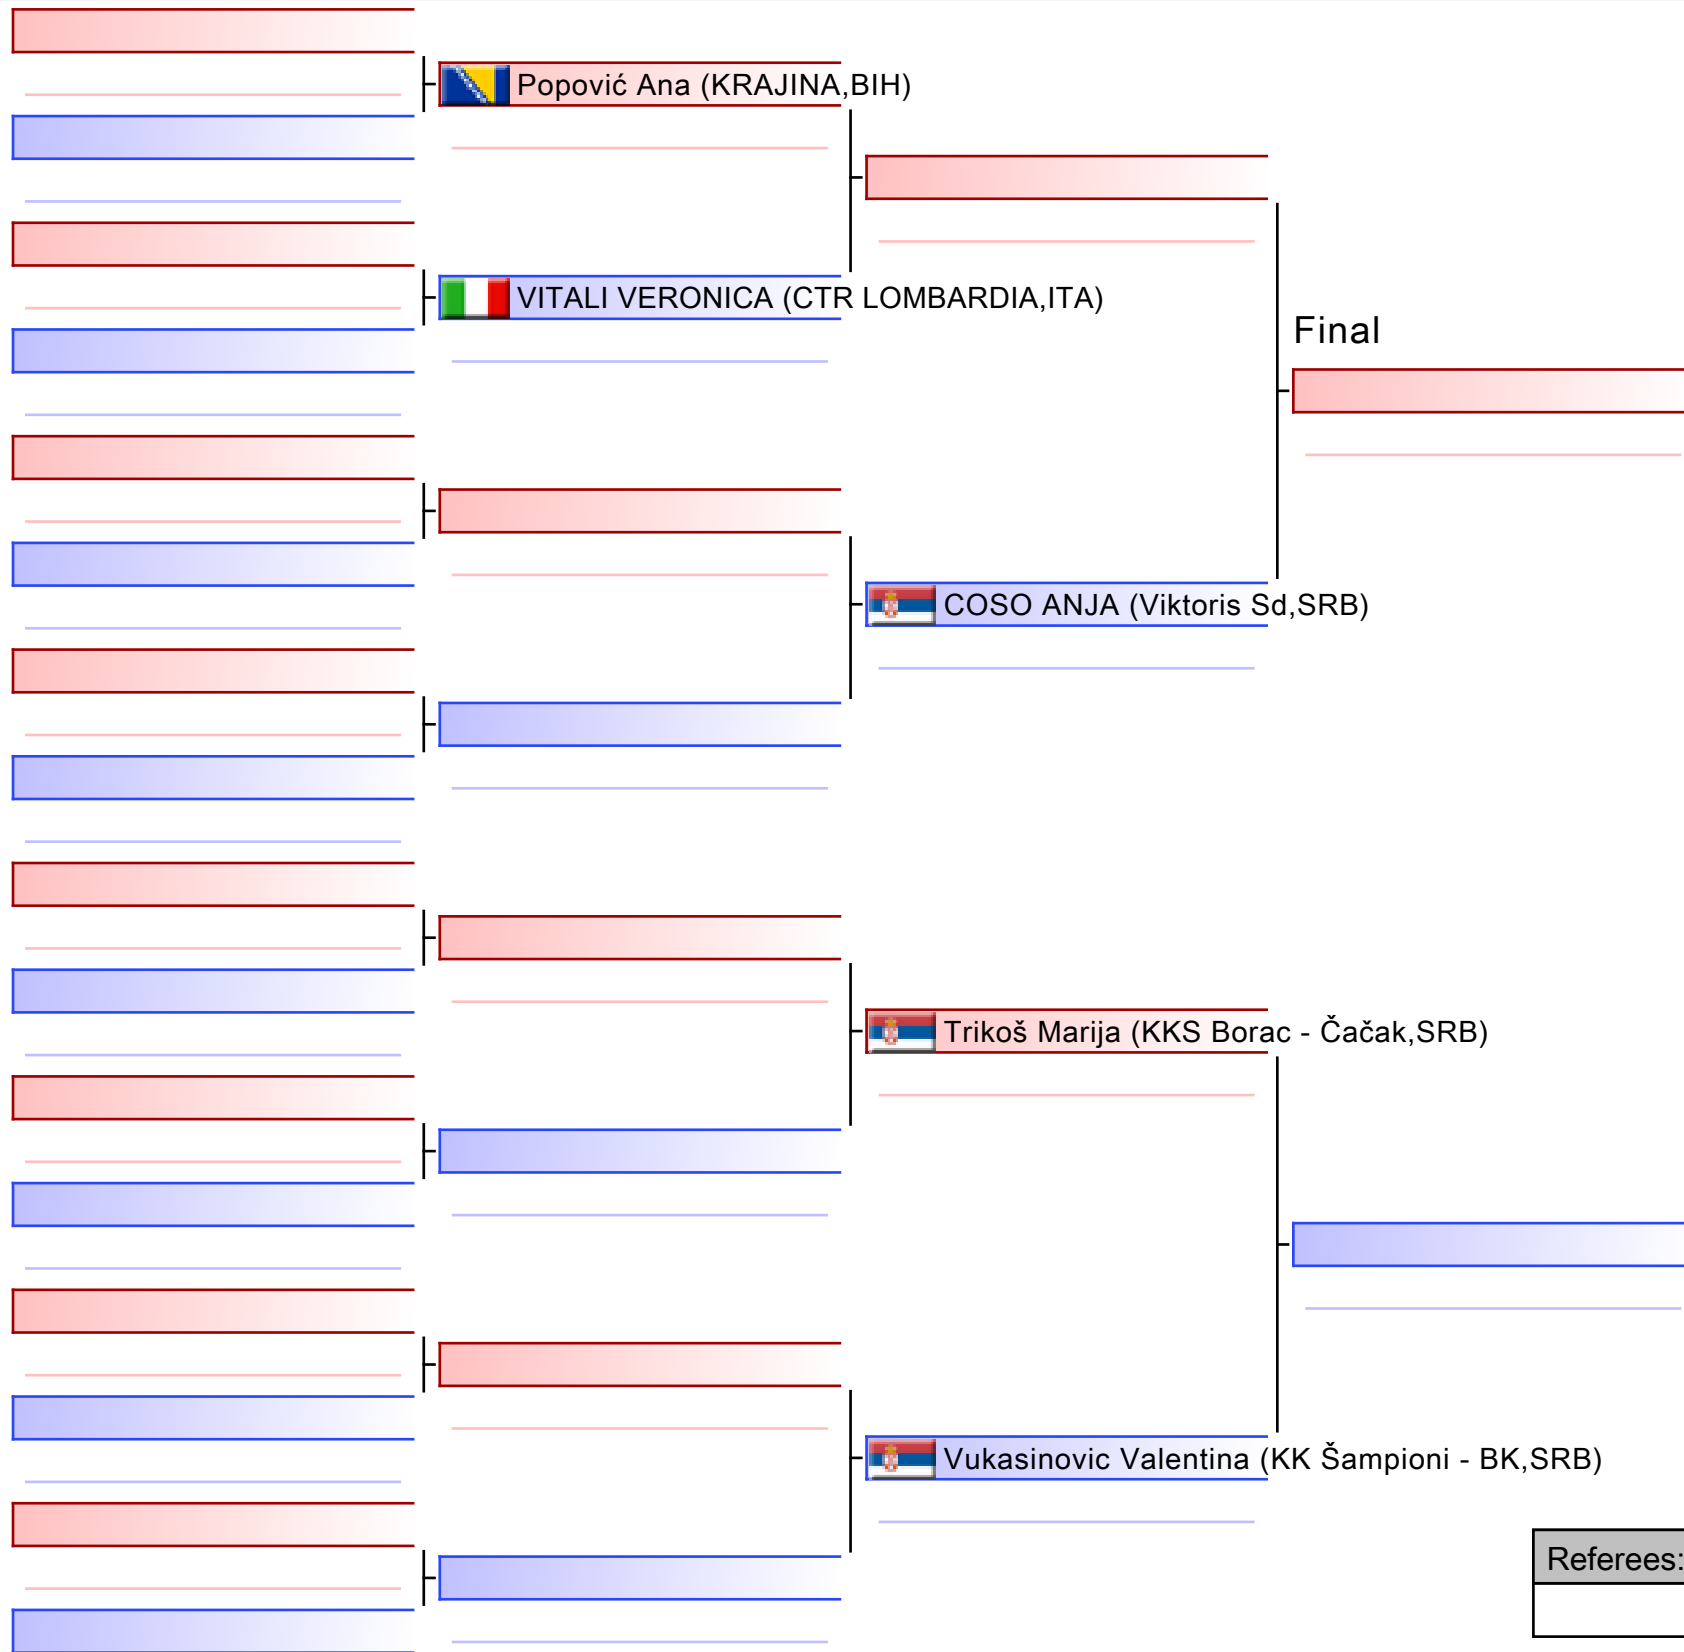 Popović Ana (KRAJINA,BIH)
VITALI VERONICA (CTR LOMBARDIA,ITA)
Final
COSO ANJA (Viktoris Sd,SRB)
Trikoš Marija (KKS Borac - Čačak,SRB)
Vukasinovic Valentina (KK Šampioni - BK,SRB)
Referees: